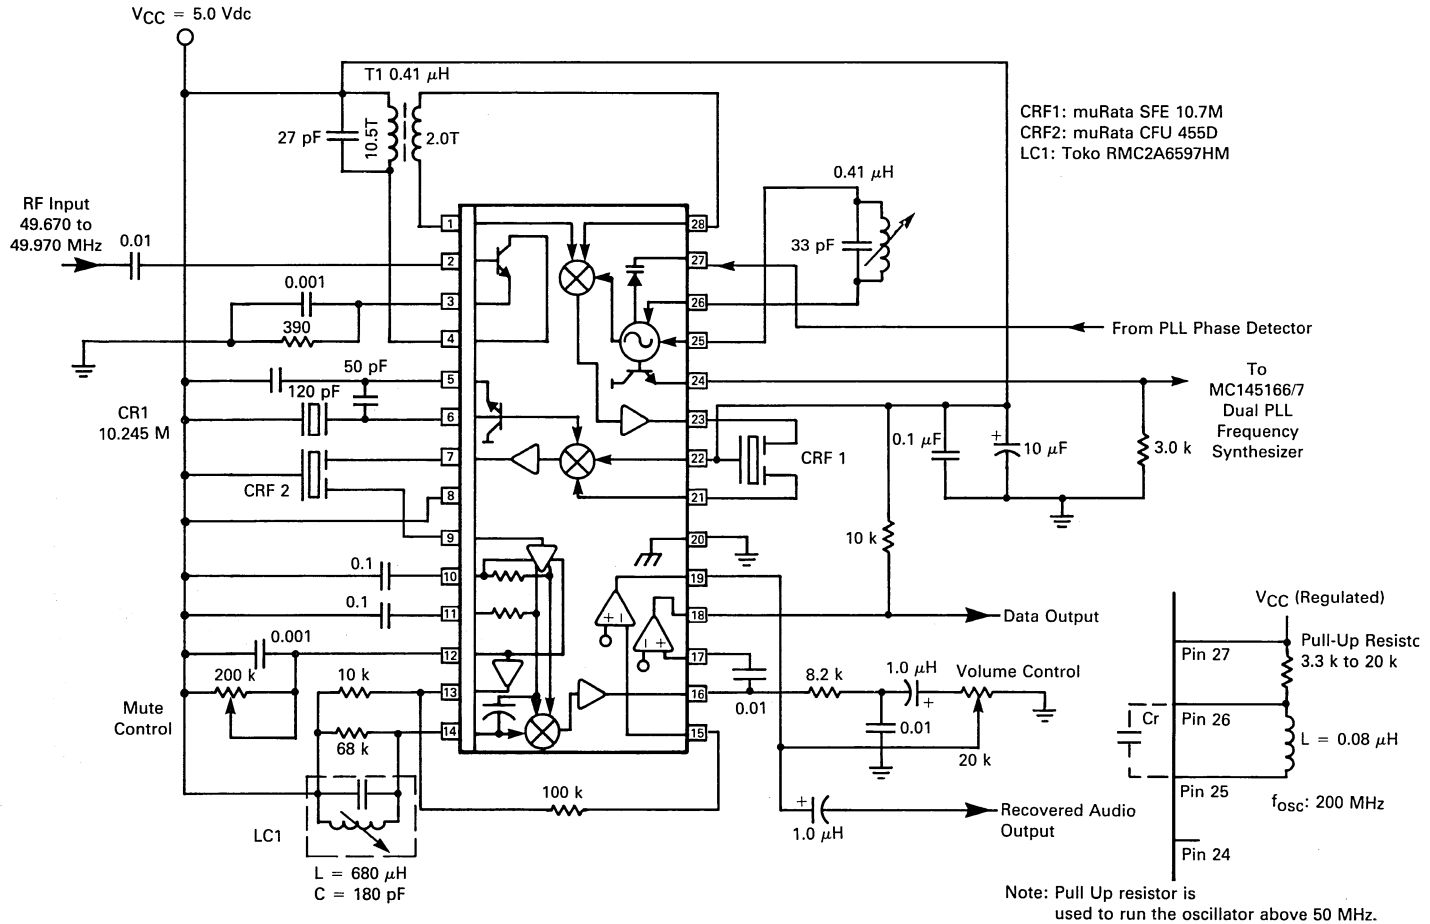 VCC = 5.0 Vdc
T1 0.41 μH
27 pF
10.5T
2.0T
CRF1: muRata SFE 10.7M
CRF2: muRata CFU 455D
LC1: Toko RMC2A6597HM
RF Input
49.670 to
49.970 MHz
0.01
0.41 μH
33 pF
1
28
2
27
0.001
3
26
390
4
25
From PLL Phase Detector
50 pF
5
24
To
MC145166/7
Dual PLL
Frequency
Synthesizer
120 pF
CR1
10.245 M
6
23
0.1 μF
+
10 μF
3.0 k
7
22
CRF 1
CRF 2
8
21
9
20
10 k
0.1
10
19
0.1
11
18
Data Output
+ −
− +
0.001
12
17
200 k
10 k
13
16
0.01
8.2 k
1.0 μH
+
Volume Control
Mute
Control
68 k
14
15
0.01
20 k
100 k
+
1.0 μH
Recovered Audio
Output
LC1
L = 680 μH
C = 180 pF
VCC (Regulated)
Pull-Up Resistc
3.3 k to 20 k
Pin 27
Pin 26
Cr
L = 0.08 μH
Pin 25
fosc: 200 MHz
Pin 24
Note: Pull Up resistor is
used to run the oscillator above 50 MHz.